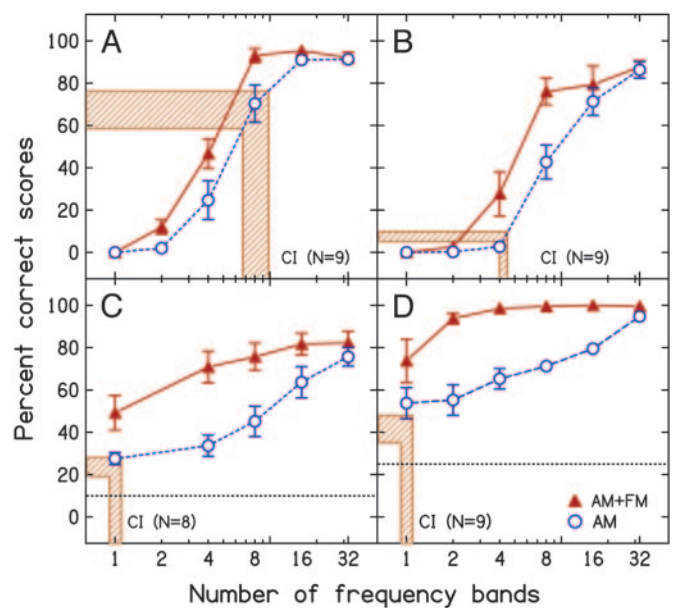 Percent correct scores
100
80
60
40
20
0
A
CI (N=9)
B
CI (N=9)
100
80
60
40
20
0
C
CI (N=8)
D
CI (N=9)
AM+FM
AM
1 2 4 8 16 32 1 2 4 8 16 32
Number of frequency bands